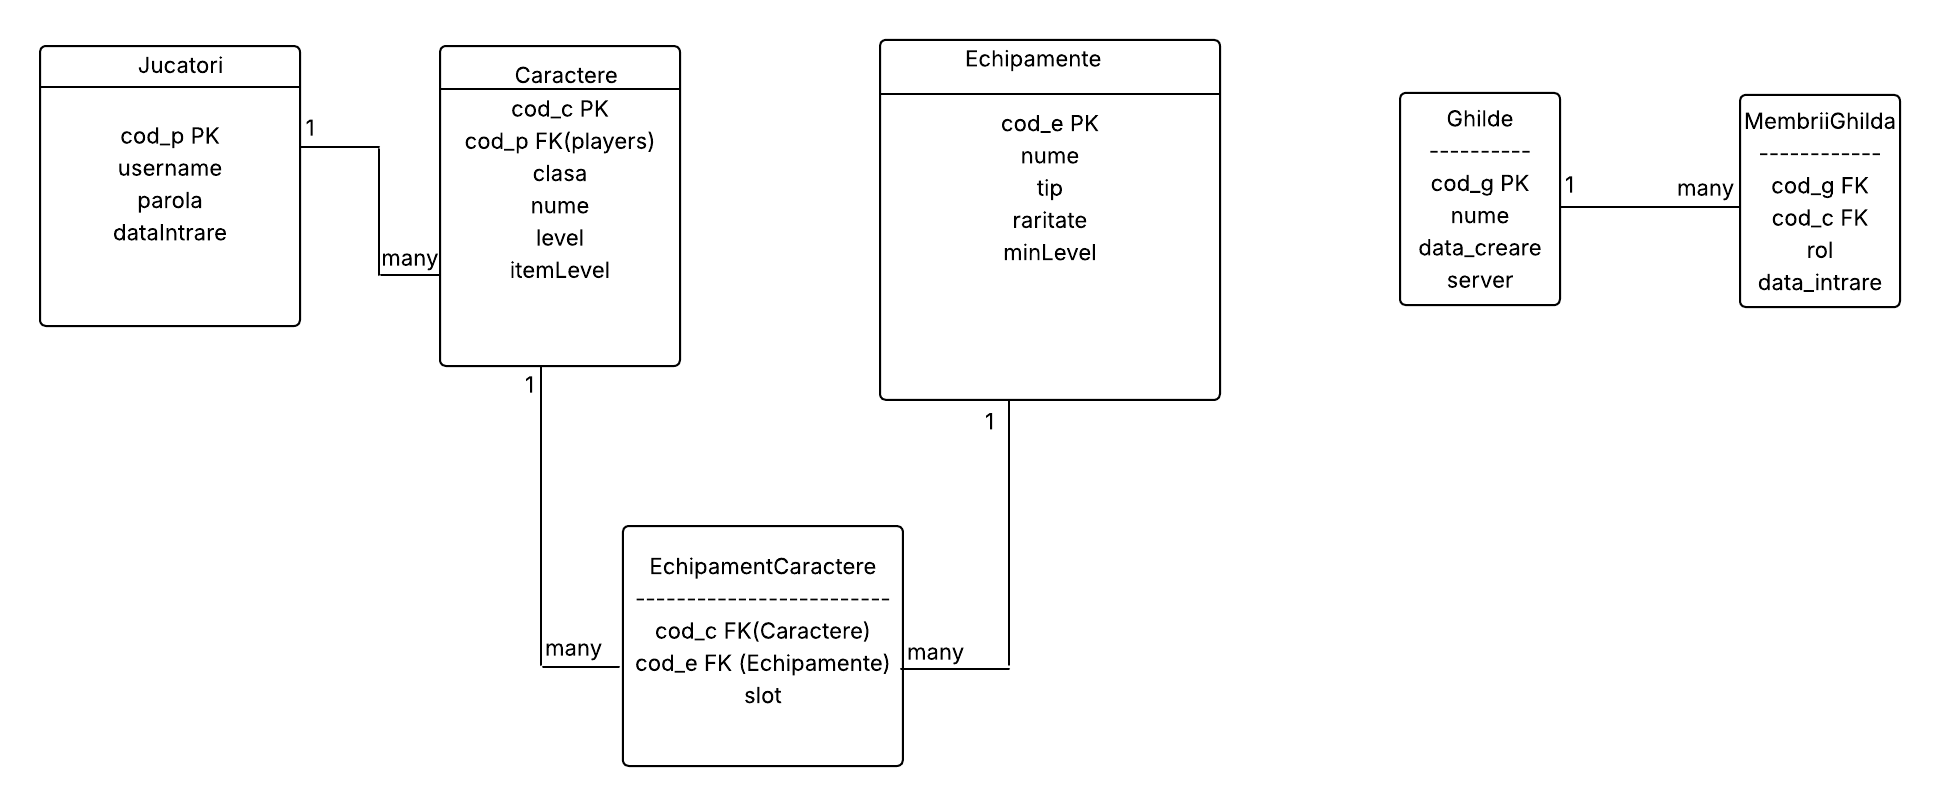 Jucatori
cod_p PK
username
parola
dataIntrare
1
many
Caractere
cod_c PK
cod_p FK(players)
clasa
nume
level
itemLevel
1
many
Echipamente
cod_e PK
nume
tip
raritate
minLevel
1
many
EchipamentCaractere
-------------------------
cod_c FK(Caractere)
cod_e FK (Echipamente)
slot
Ghilde
----------
cod_g PK
nume
data_creare
server
1
many
MembriiGhilda
------------
cod_g FK
cod_c FK
rol
data_intrare